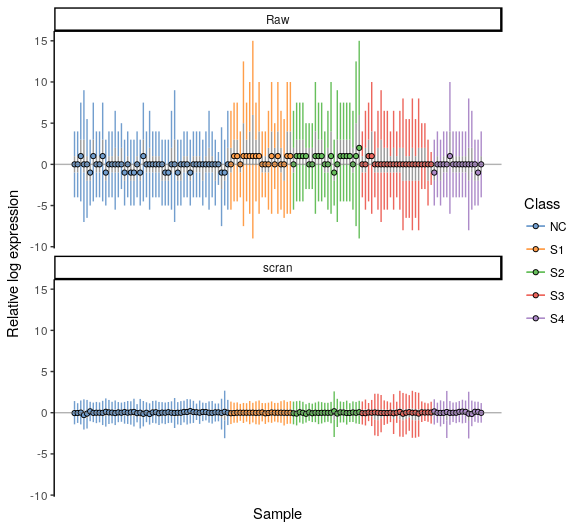 Raw
15
10
5
0
-5
-10
scran
15
10
5
0
-5
-10
Relative log expression
Sample
Class
NC
S1
S2
S3
S4